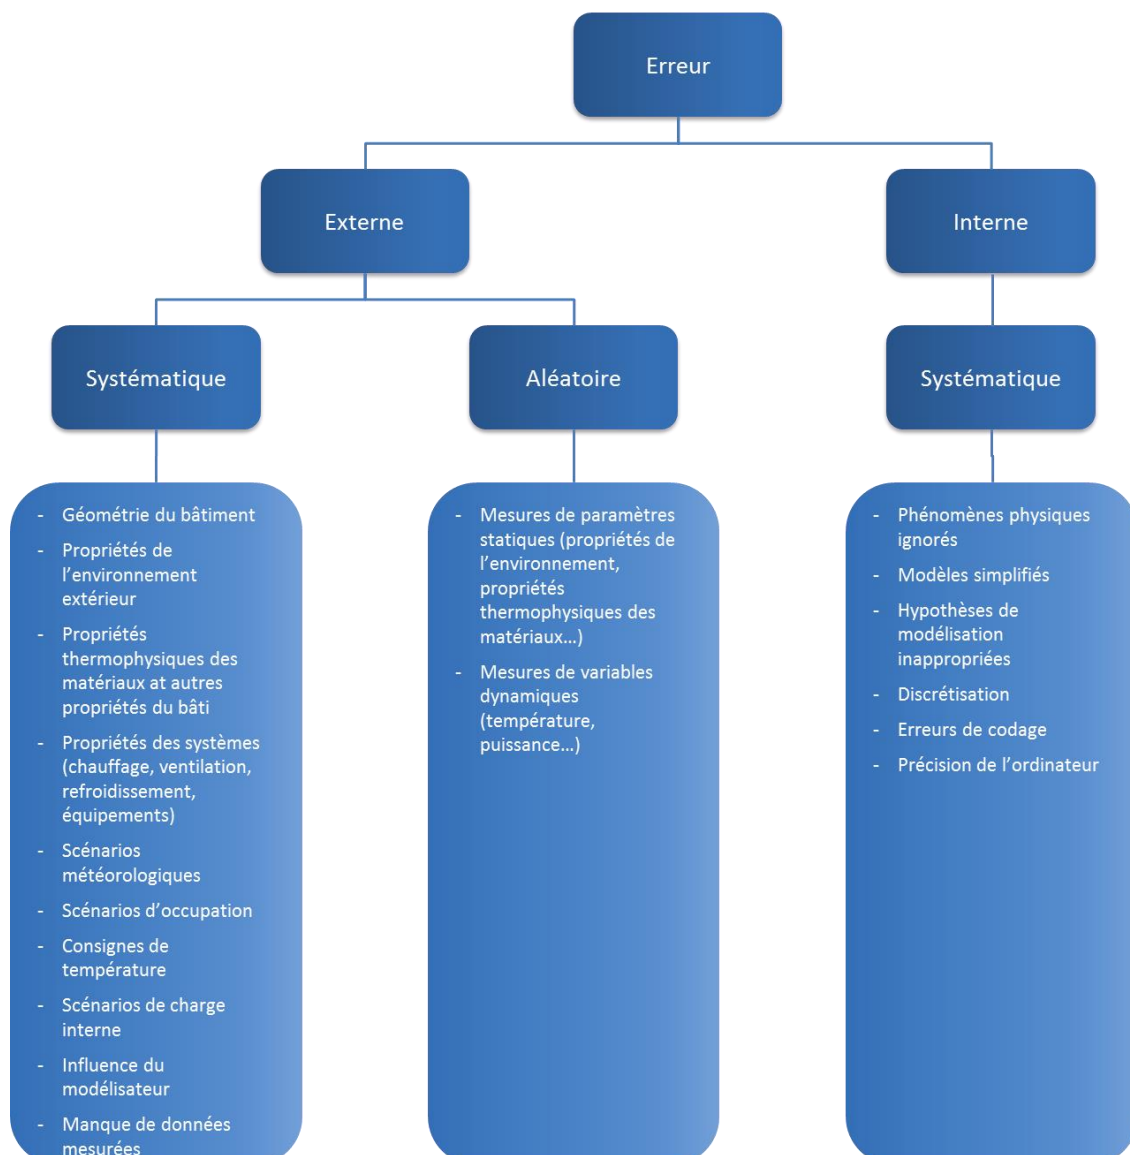 Erreur
Externe
Interne
Systématique
Aléatoire
Systématique
- Géométrie du bâtiment
- Propriétés de
l'environnement
extérieur
- Propriétés
thermophysiques des
matériaux at autres
propriétés du bâti
- Propriétés des systèmes
(chauffage, ventilation,
refroidissement,
équipements)
- Scénarios
météorologiques
- Scénarios d'occupation
- Consignes de
température
- Scénarios de charge
interne
- Influence du
modélisateur
- Manque de données
mesurées
- Mesures de paramètres
statiques (propriétés de
l'environnement,
propriétés
thermophysiques des
matériaux…)
- Mesures de variables
dynamiques
(température,
puissance…)
- Phénomènes physiques
ignorés
- Modèles simplifiés
- Hypothèses de
modélisation
inappropriées
- Discrétisation
- Erreurs de codage
- Précision de l'ordinateur